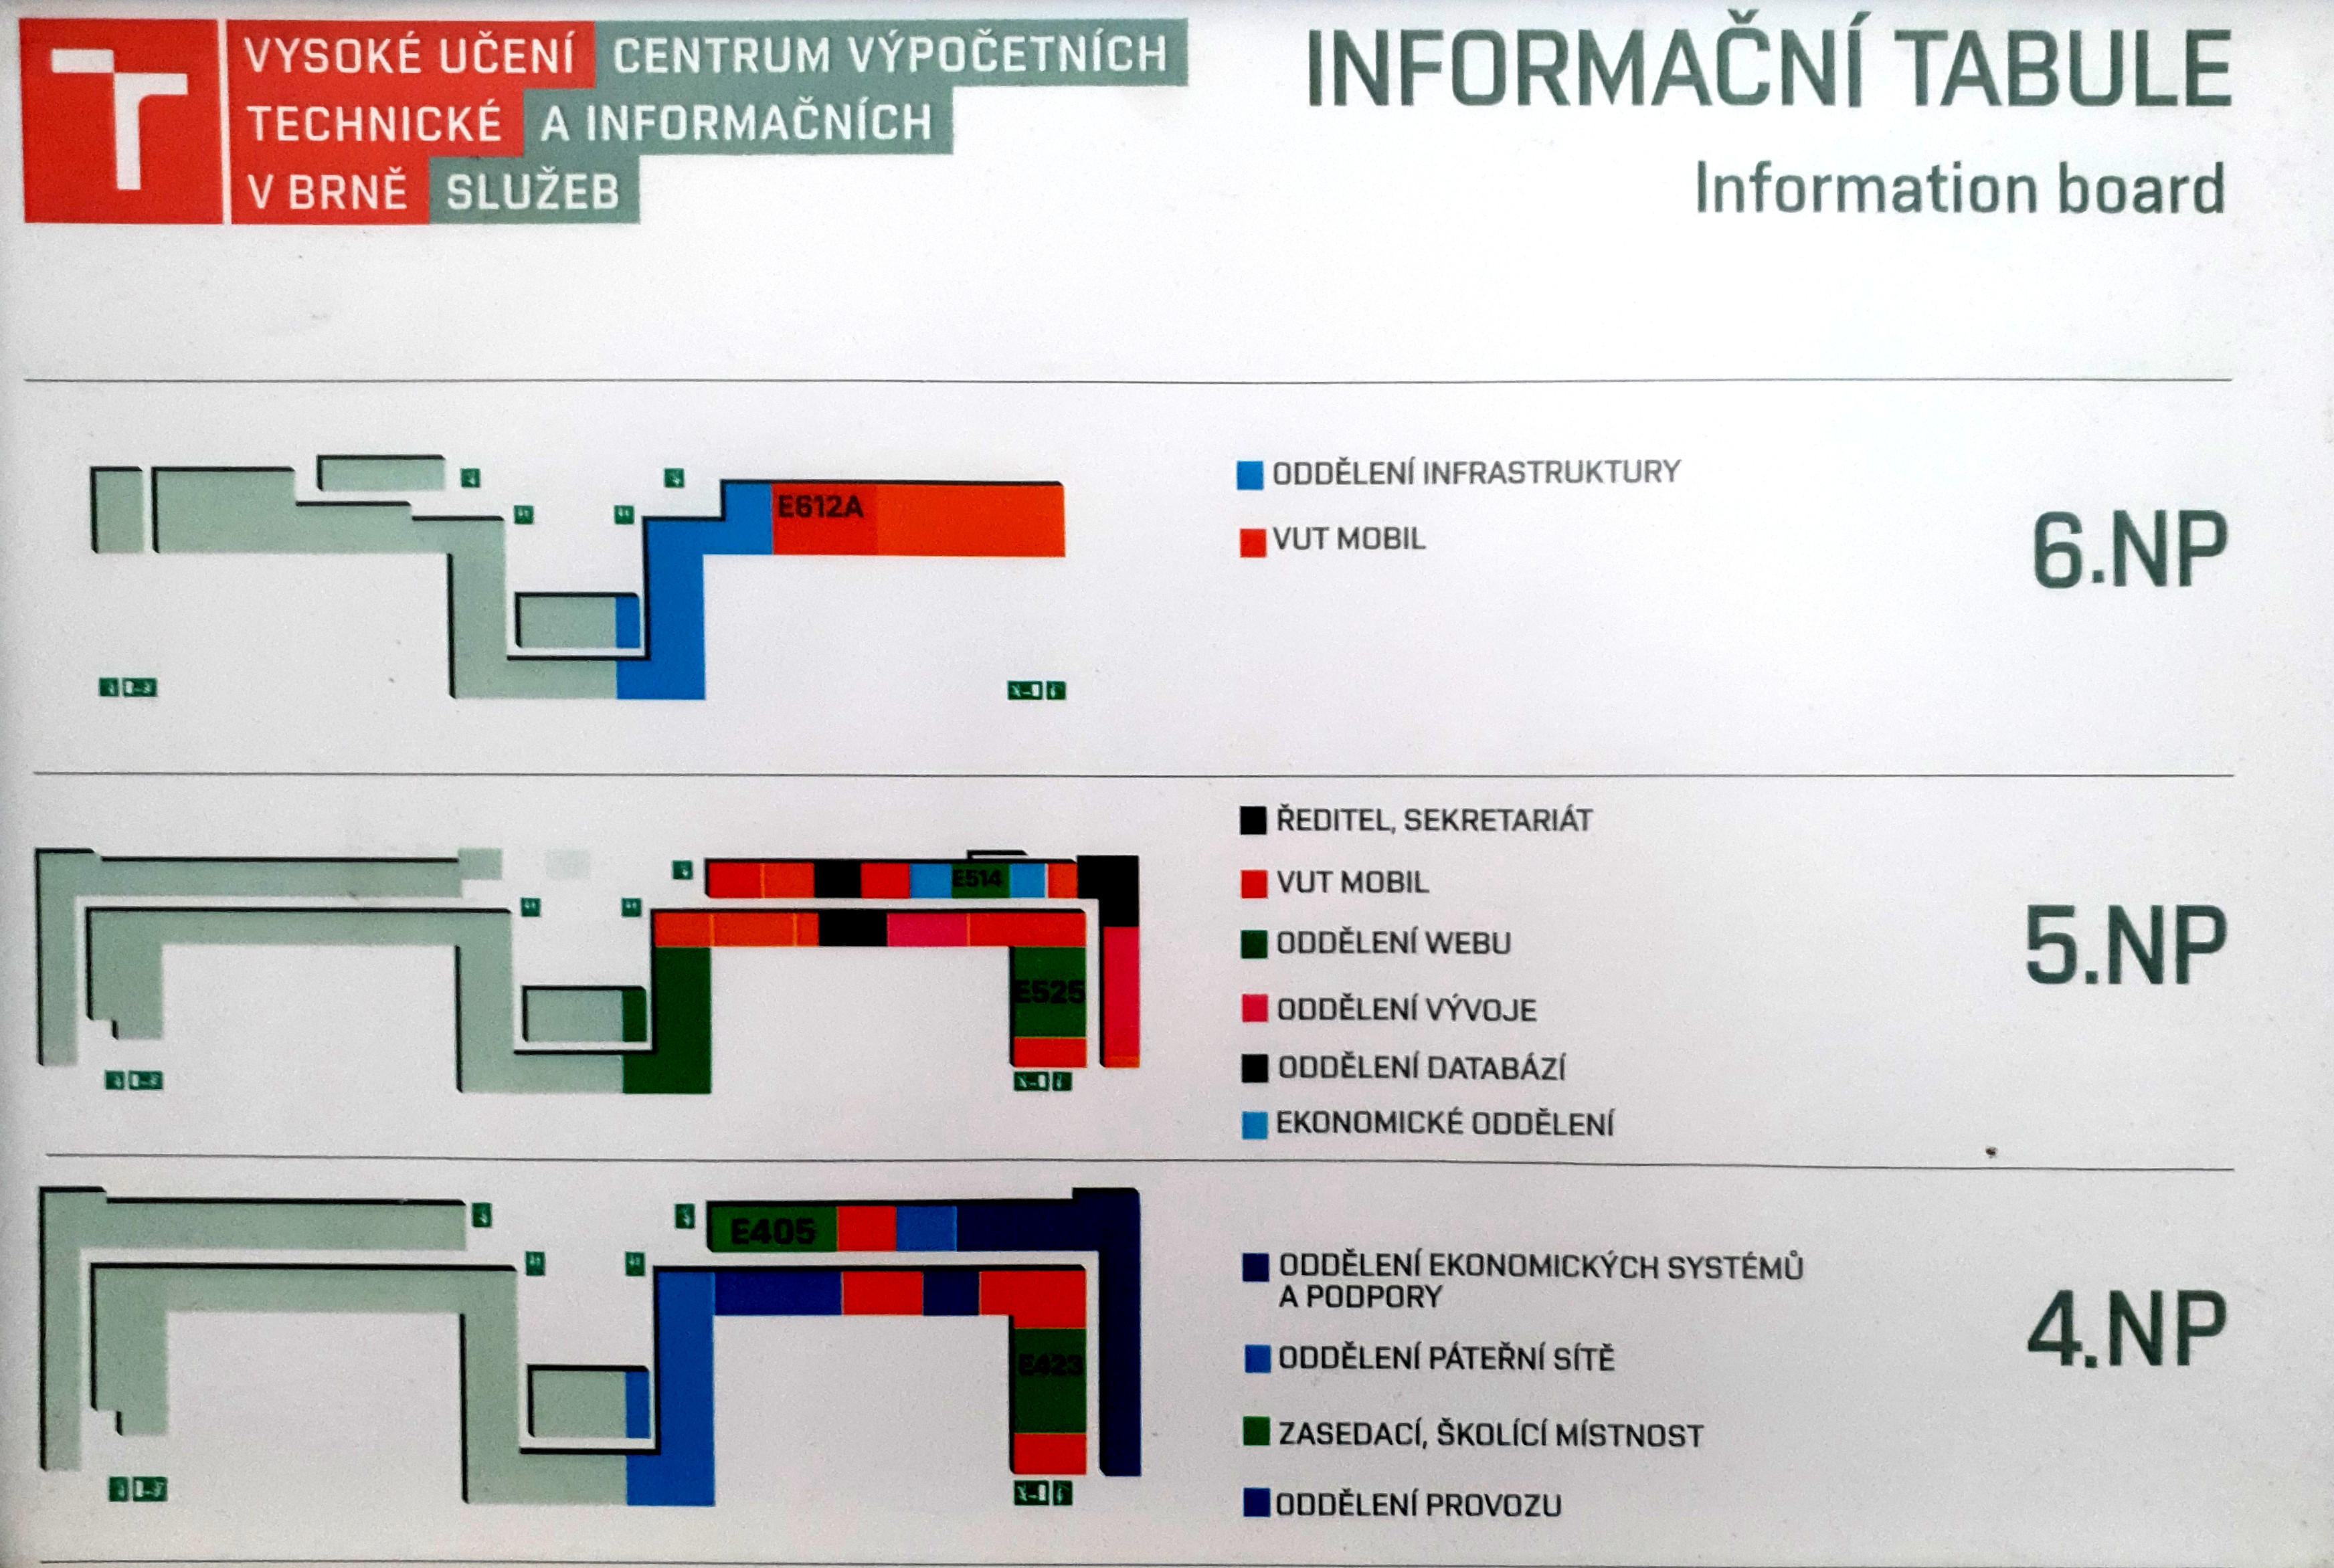 VYSOKÉ UČENÍ CENTRUM VÝPOČETNÍCH
TECHNICKÉ A INFORMAČNÍCH
V BRNĚ SLUŽEB
INFORMAČNÍ TABULE
Information board
E612A
ODDĚLENÍ INFRASTRUKTURY
VUT MOBIL
6.NP
E514
E525
ŘEDITEL, SEKRETARIÁT
VUT MOBIL
ODDĚLENÍ WEBU
ODDĚLENÍ VÝVOJE
ODDĚLENÍ DATABÁZÍ
EKONOMICKÉ ODDĚLENÍ
5.NP
E405
E423
ODDĚLENÍ EKONOMICKÝCH SYSTÉMŮ
A PODPORY
ODDĚLENÍ PÁTEŘNÍ SÍTĚ
ZASEDACÍ, ŠKOLÍCÍ MÍSTNOST
ODDĚLENÍ PROVOZU
4.NP